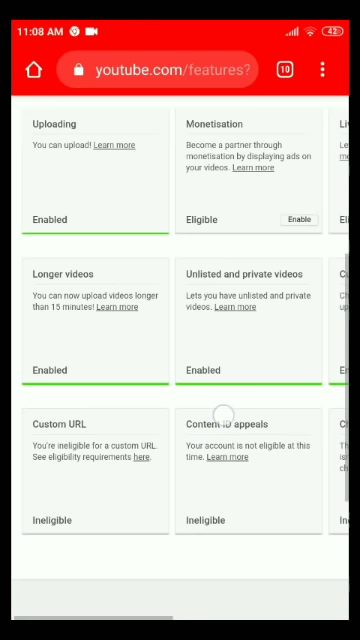 11:08 AM 42
youtube.com/features? 10
Uploading
You can upload! Learn more
Enabled
Monetisation
Become a partner through
monetisation by displaying ads on
your videos. Learn more
Eligible Enable
Longer videos
You can now upload videos longer
than 15 minutes! Learn more
Enabled
Unlisted and private videos
Lets you have unlisted and private
videos. Learn more
Enabled
Custom URL
You're ineligible for a custom URL.
See eligibility requirements here.
Ineligible
Content ID appeals
Your account is not eligible at this
time. Learn more
Ineligible